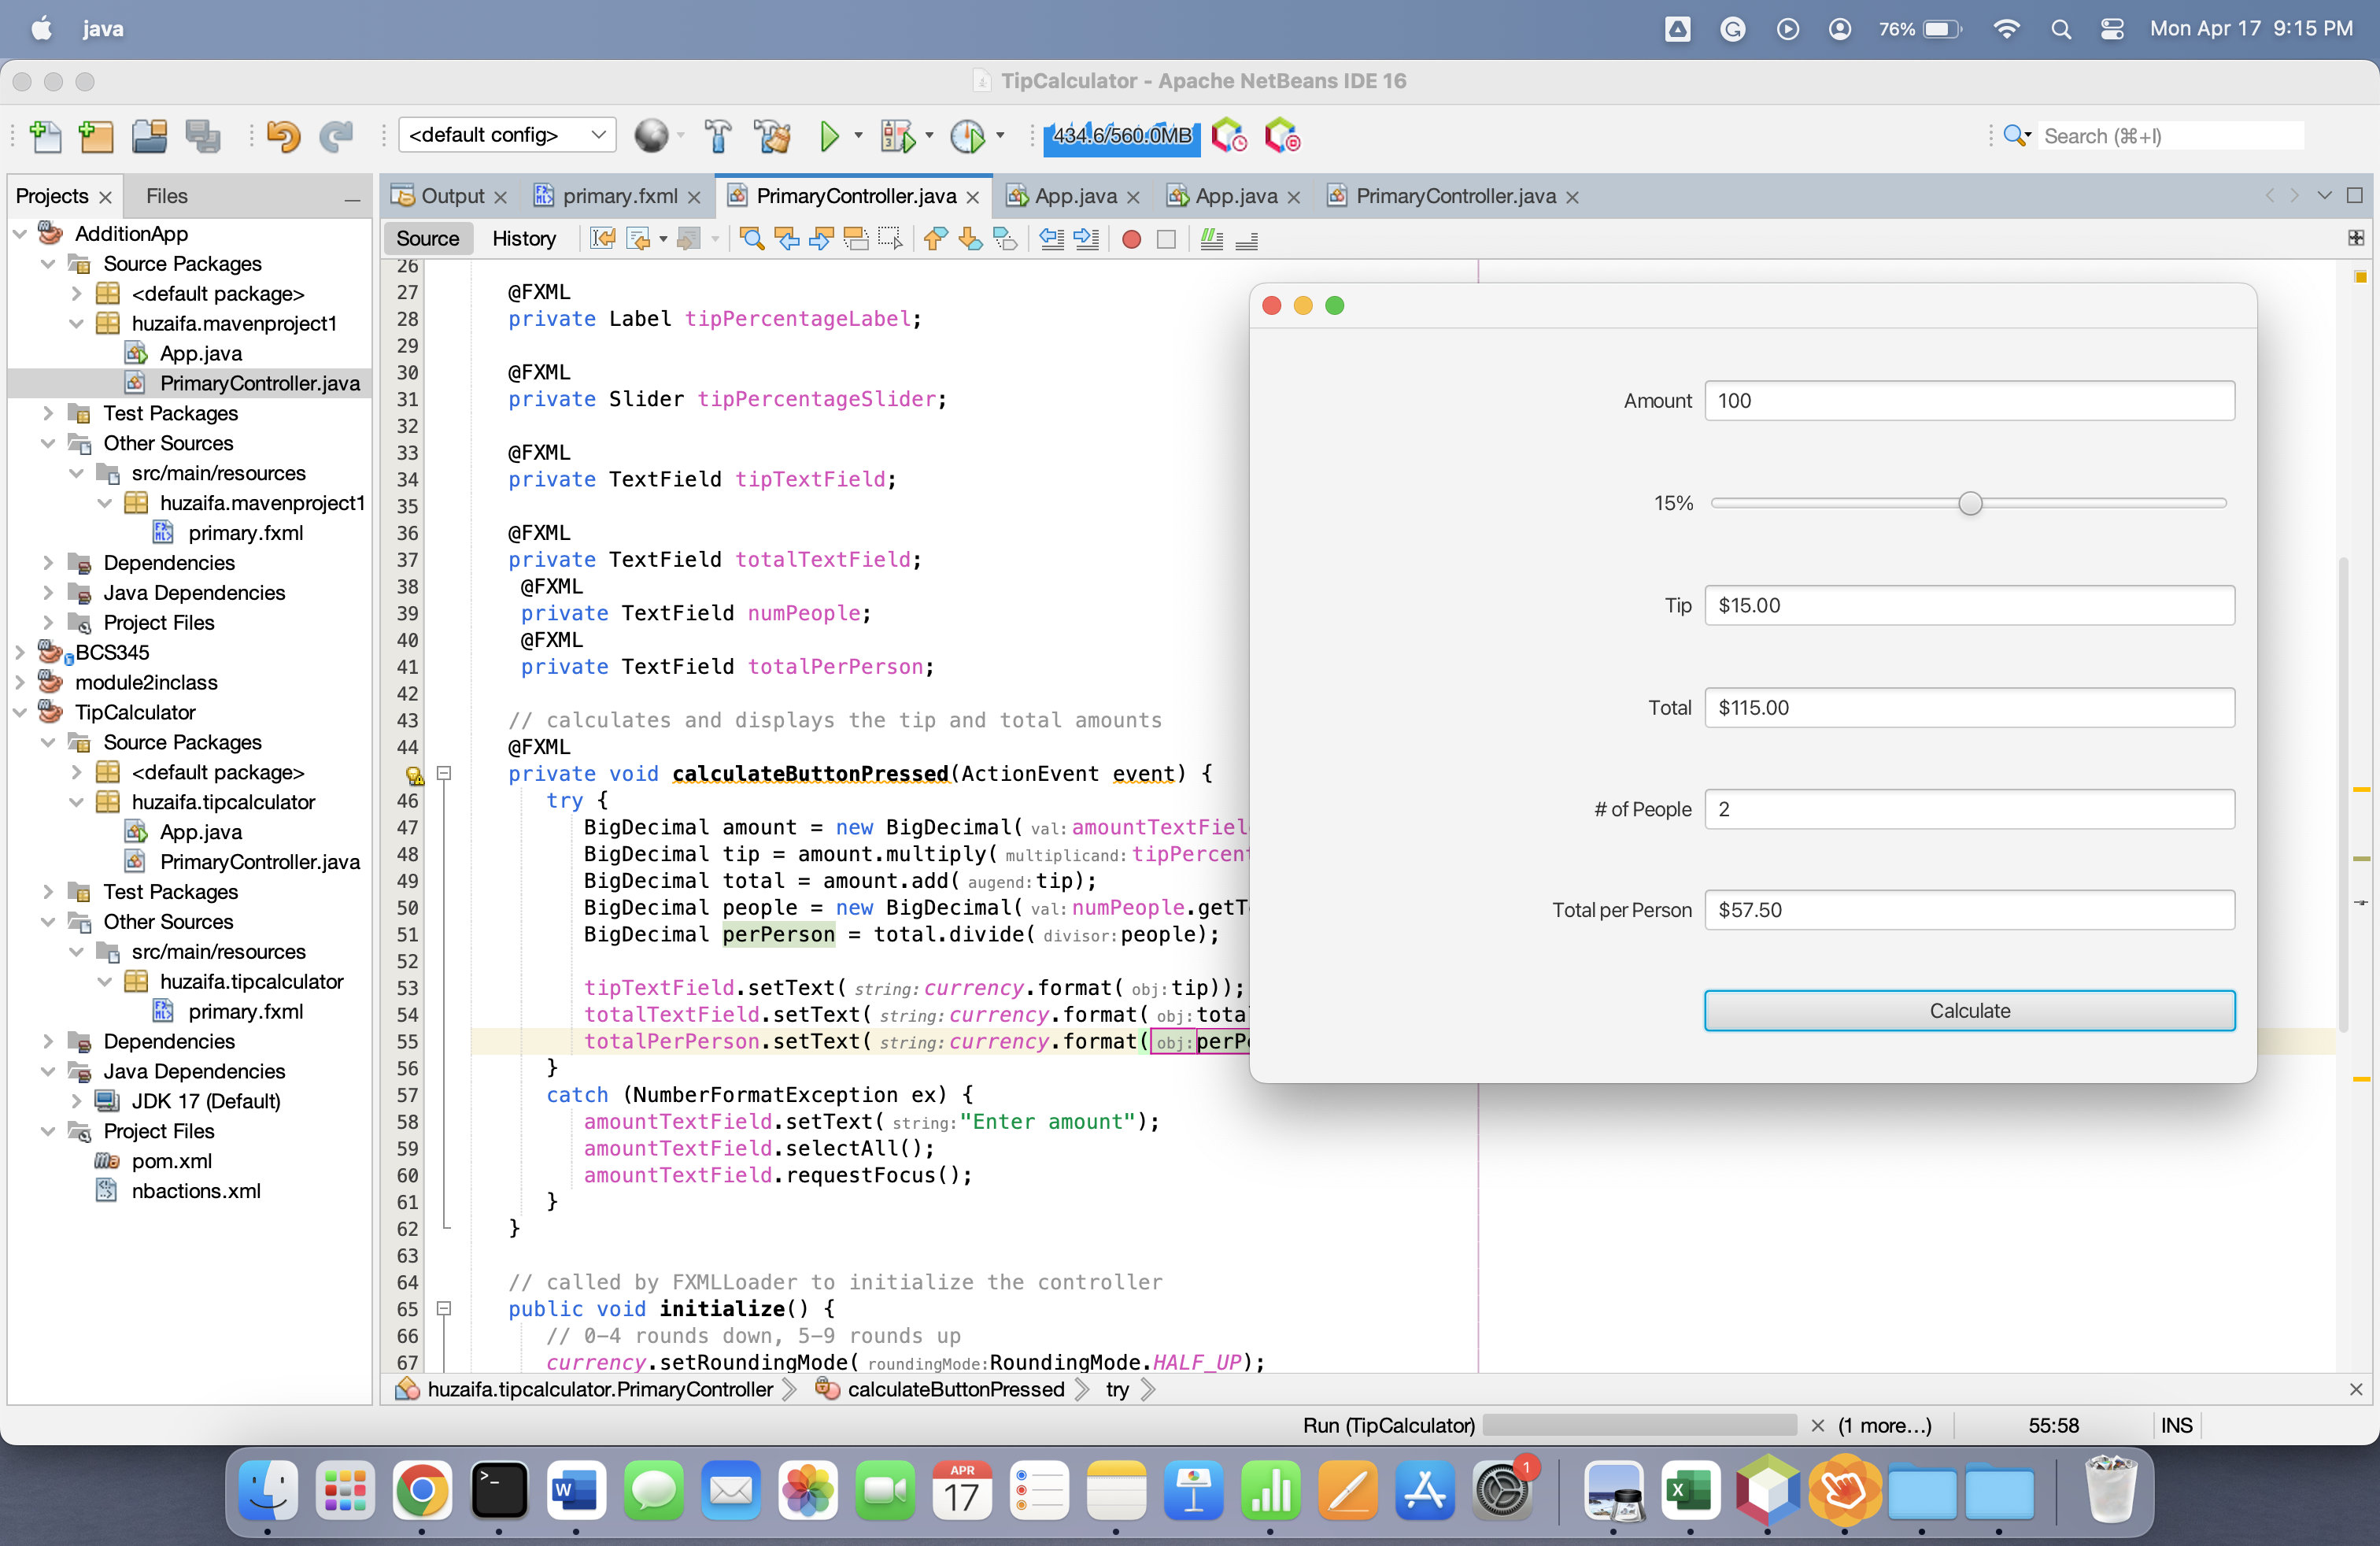 java
76%
Mon Apr 17 9:15 PM
TipCalculator - Apache NetBeans IDE 16
<default config>
434.6/560.0MB
Search (⌘+I)
Projects
Files
Output
primary.fxml
PrimaryController.java
App.java
App.java
PrimaryController.java
Source
History
AdditionApp
Source Packages
<default package>
huzaifa.mavenproject1
App.java
PrimaryController.java
Test Packages
Other Sources
src/main/resources
huzaifa.mavenproject1
primary.fxml
Dependencies
Java Dependencies
Project Files
BCS345
module2inclass
TipCalculator
Source Packages
<default package>
huzaifa.tipcalculator
App.java
PrimaryController.java
Test Packages
Other Sources
src/main/resources
huzaifa.tipcalculator
primary.fxml
Dependencies
Java Dependencies
JDK 17 (Default)
Project Files
pom.xml
nbactions.xml
26
27 @FXML
28 private Label tipPercentageLabel;
29
30 @FXML
31 private Slider tipPercentageSlider;
32
33 @FXML
34 private TextField tipTextField;
35
36 @FXML
37 private TextField totalTextField;
38 @FXML
39 private TextField numPeople;
40 @FXML
41 private TextField totalPerPerson;
42
43 // calculates and displays the tip and total amounts
44 @FXML
private void calculateButtonPressed(ActionEvent event) {
46 try {
47 BigDecimal amount = new BigDecimal( val: amountTextFiel
48 BigDecimal tip = amount.multiply( multiplicand: tipPercent
49 BigDecimal total = amount.add( augend: tip);
50 BigDecimal people = new BigDecimal( val: numPeople.getT
51 BigDecimal perPerson = total.divide( divisor: people);
52
53 tipTextField.setText( string: currency.format( obj: tip));
54 totalTextField.setText( string: currency.format( obj: tota
55 totalPerPerson.setText( string: currency.format( obj: perP
56 }
57 catch (NumberFormatException ex) {
58 amountTextField.setText( string: "Enter amount");
59 amountTextField.selectAll();
60 amountTextField.requestFocus();
61 }
62 }
63
64 // called by FXMLLoader to initialize the controller
65 public void initialize() {
66 // 0-4 rounds down, 5-9 rounds up
67 currency.setRoundingMode( roundingMode: RoundingMode.HALF_UP);
Amount 100
15%
Tip $15.00
Total $115.00
# of People 2
Total per Person $57.50
Calculate
huzaifa.tipcalculator.PrimaryController
calculateButtonPressed
try
Run (TipCalculator)
(1 more...)
55:58
INS
APR
17
1